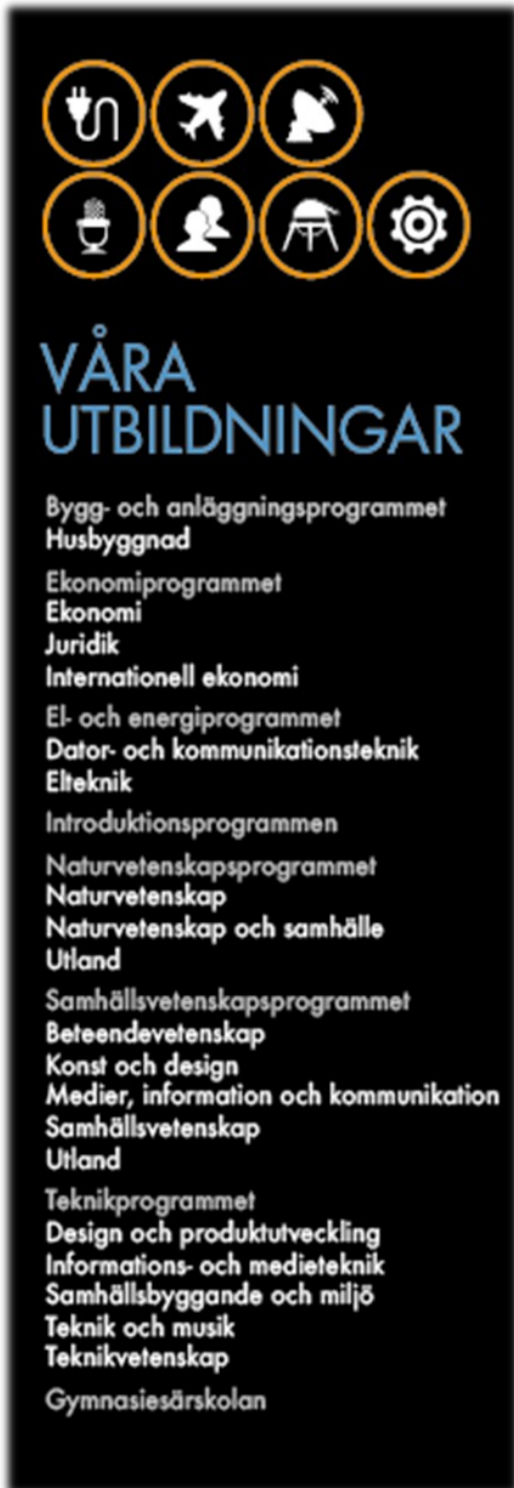 VÅRA
UTBILDNINGAR
Bygg- och anläggningsprogrammet
Husbyggnad
Ekonomiprogrammet
Ekonomi
Juridik
Internationell ekonomi
El- och energiprogrammet
Dator- och kommunikationsteknik
Elteknik
Introduktionsprogrammen
Naturvetenskapsprogrammet
Naturvetenskap
Naturvetenskap och samhälle
Utland
Samhällsvetenskapsprogrammet
Beteendevetenskap
Konst och design
Medier, information och kommunikation
Samhällsvetenskap
Utland
Teknikprogrammet
Design och produktutveckling
Informations- och medieteknik
Samhällsbyggande och miljö
Teknik och musik
Teknikvetenskap
Gymnasiesärskolan